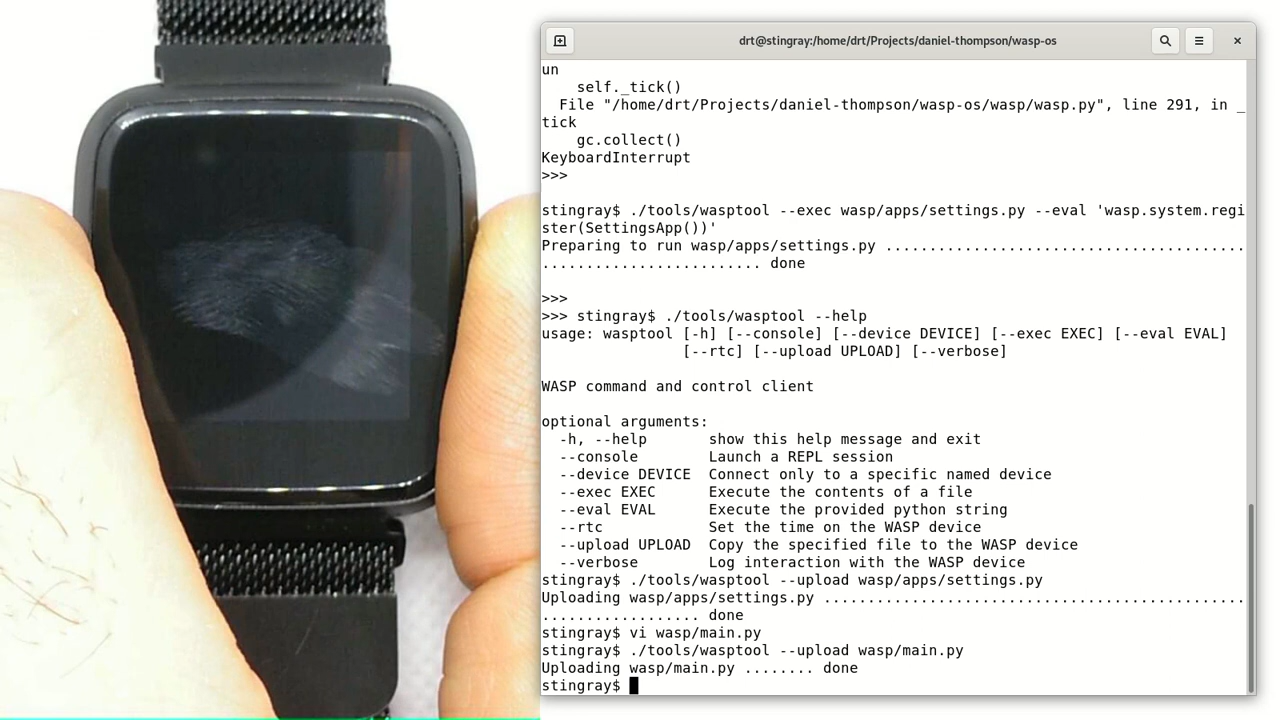 drt@stingray:/home/drt/Projects/daniel-thompson/wasp-os
un
    self._tick()
  File "/home/drt/Projects/daniel-thompson/wasp-os/wasp/wasp.py", line 291, in _
tick
    gc.collect()
KeyboardInterrupt
>>>
stingray$ ./tools/wasptool --exec wasp/apps/settings.py --eval 'wasp.system.regi
ster(SettingsApp())'
Preparing to run wasp/apps/settings.py .........................................
......................... done
>>>
>>> stingray$ ./tools/wasptool --help
usage: wasptool [-h] [--console] [--device DEVICE] [--exec EXEC] [--eval EVAL]
                [--rtc] [--upload UPLOAD] [--verbose]
WASP command and control client
optional arguments:
  -h, --help       show this help message and exit
  --console        Launch a REPL session
  --device DEVICE  Connect only to a specific named device
  --exec EXEC      Execute the contents of a file
  --eval EVAL      Execute the provided python string
  --rtc            Set the time on the WASP device
  --upload UPLOAD  Copy the specified file to the WASP device
  --verbose        Log interaction with the WASP device
stingray$ ./tools/wasptool --upload wasp/apps/settings.py
Uploading wasp/apps/settings.py ................................................
.................. done
stingray$ vi wasp/main.py
stingray$ ./tools/wasptool --upload wasp/main.py
Uploading wasp/main.py ........ done
stingray$